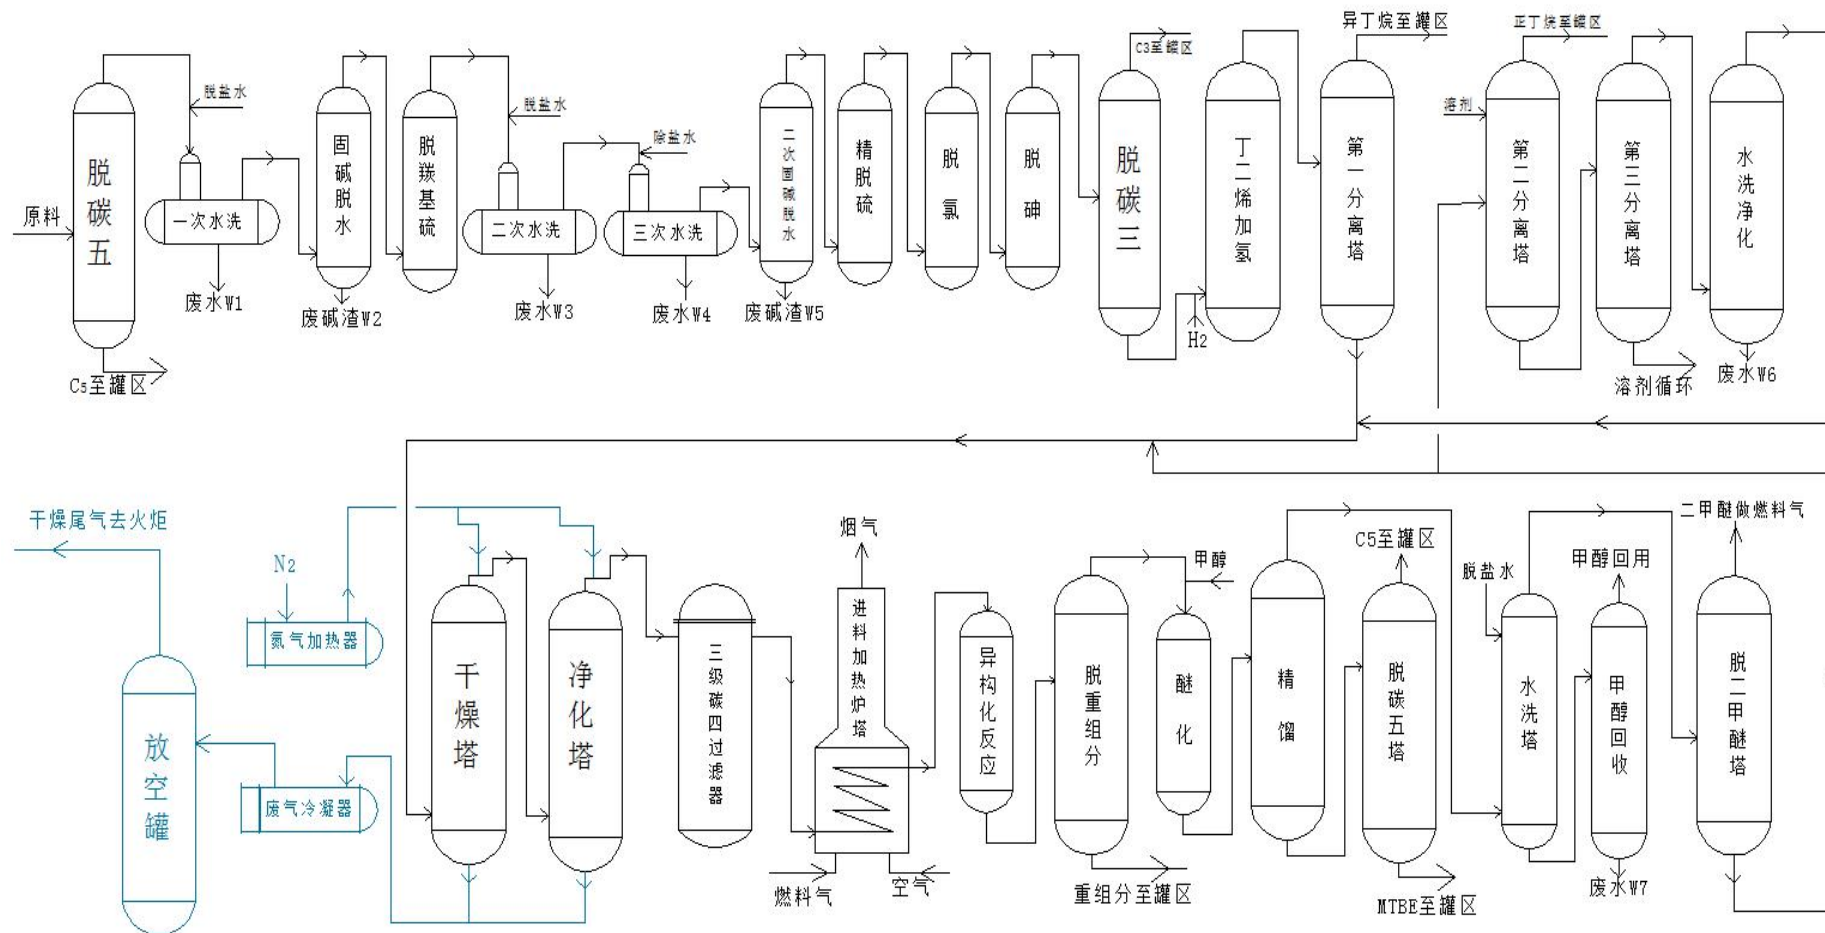 异丁烷至罐区
正丁烷至罐区
C3至罐区
脱盐水
脱盐水
除盐水
溶剂
原料
脱碳五
一次水洗
固碱脱水
脱羰基硫
二次水洗
三次水洗
二次固碱脱水
精脱硫
脱氯
脱砷
脱碳三
丁二烯加氢
第一分离塔
第二分离塔
第三分离塔
水洗净化
废水W1
废碱渣W2
废水W3
废水W4
废碱渣W5
H2
C5至罐区
溶剂循环
废水W6
干燥尾气去火炬
N2
氮气加热器
烟气
C5至罐区
甲醇
脱盐水
甲醇回用
二甲醚做燃料气
放空罐
废气冷凝器
干燥塔
净化塔
三级碳四过滤器
进料加热炉塔
异构化反应
脱重组分
醚化
精馏
脱碳五塔
水洗塔
甲醇回收
脱二甲醚塔
燃料气
空气
重组分至罐区
MTBE至罐区
废水W7